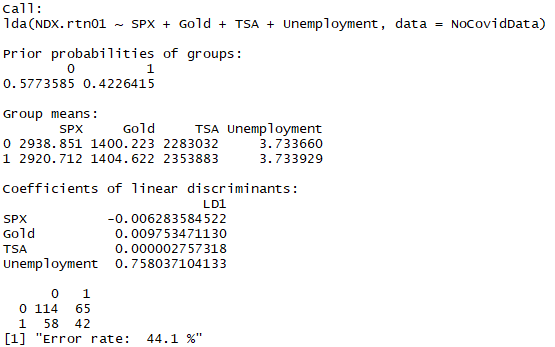 Call:
lda(NDX.rtn01 ~ SPX + Gold + TSA + Unemployment, data = NoCovidData)
Prior probabilities of groups:
0 1
0.5773585 0.4226415
Group means:
SPX Gold TSA Unemployment
0 2938.851 1400.223 2283032 3.733660
1 2920.712 1404.622 2353883 3.733929
Coefficients of linear discriminants:
LD1
SPX -0.006283584522
Gold 0.009753471130
TSA 0.000002757318
Unemployment 0.758037104133
0 1
0 114 65
1 58 42
[1] "Error rate:  44.1 %"